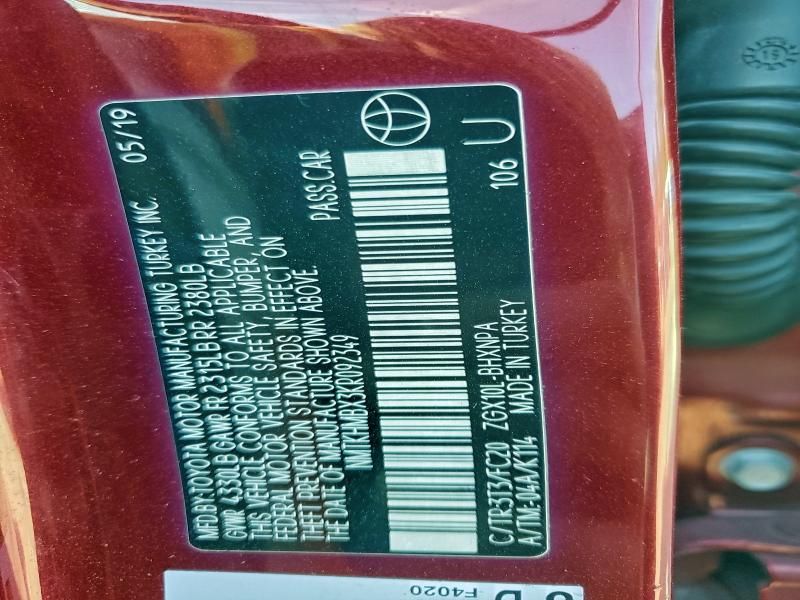 MFD BY: TOYOTA MOTOR MANUFACTURING TURKEY INC. 05/19
GVWR 4380LB GAWR FR 2315LB RR 2380LB
THIS VEHICLE CONFORMS TO ALL APPLICABLE
FEDERAL MOTOR VEHICLE SAFETY, BUMPER, AND
THEFT PREVENTION STANDARDS IN EFFECT ON
THE DATE OF MANUFACTURE SHOWN ABOVE.
PASS.CAR
C/TR:3T3/FC20 ZGX10L-BHXNPA 106 U
A/TM:-04A/K114 MADE IN TURKEY
F4020
19